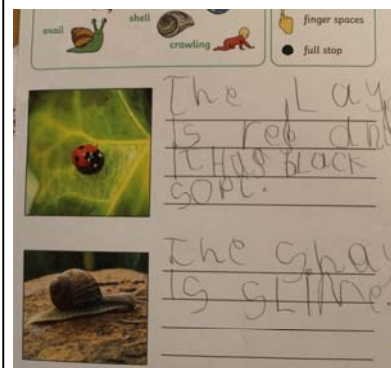 snail
shell
crawling
finger spaces
full stop
The Lay
Is red and
It Has bLack
SOPt.
The Sna
IS SLIMe